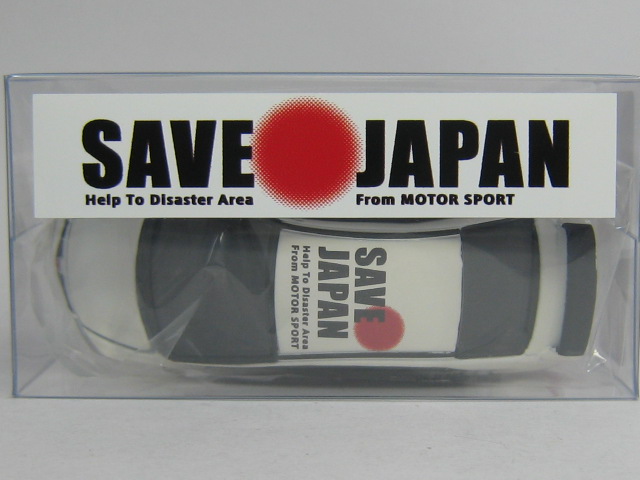 SAVE JAPAN
Help To Disaster Area From MOTOR SPORT
SAVE
JAPAN
Help To Disaster Area
From MOTOR SPORT